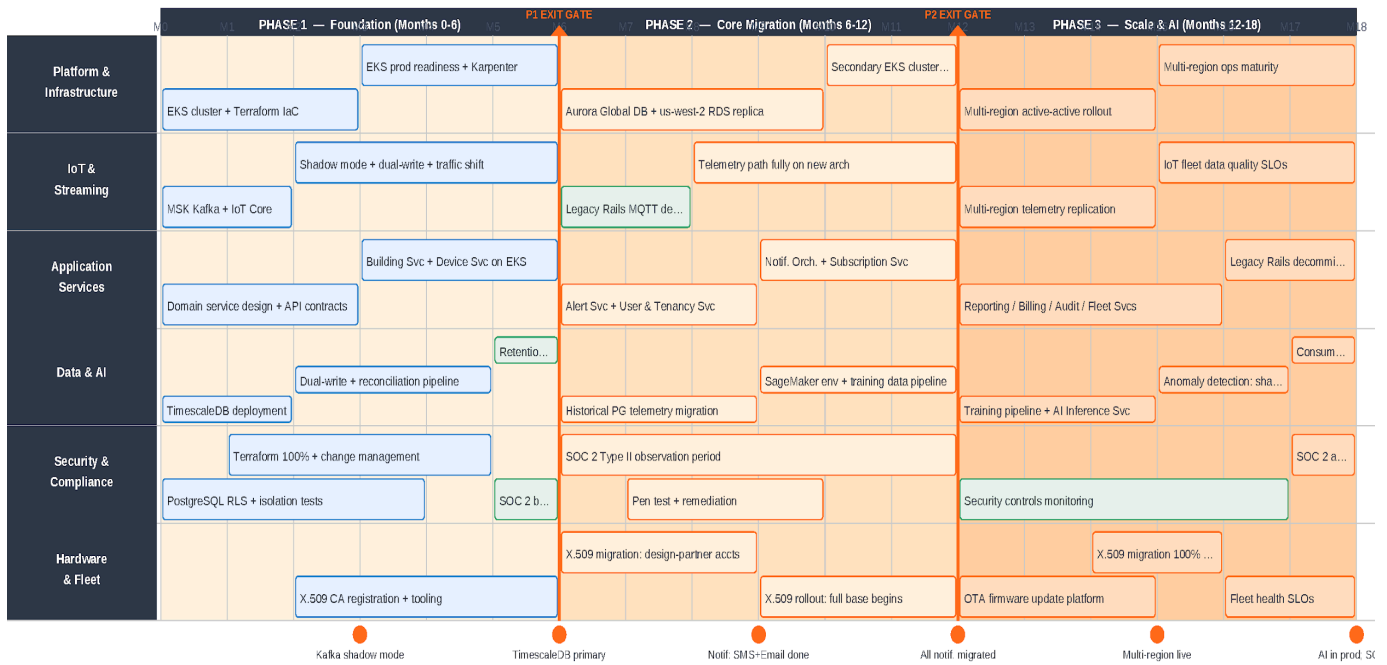 P1 EXIT GATE
P2 EXIT GATE
PHASE 1 — Foundation (Months 0-6)
PHASE 2 — Core Migration (Months 6-12)
PHASE 3 — Scale & AI (Months 12-18)
M1
M5
M7
M13
M17
M18
Platform &
Infrastructure
EKS prod readiness + Karpenter
Secondary EKS cluster…
Multi-region ops maturity
EKS cluster + Terraform IaC
Aurora Global DB + us-west-2 RDS replica
Multi-region active-active rollout
IoT &
Streaming
Shadow mode + dual-write + traffic shift
Telemetry path fully on new arch
IoT fleet data quality SLOs
MSK Kafka + IoT Core
Legacy Rails MQTT de…
Multi-region telemetry replication
Application
Services
Building Svc + Device Svc on EKS
Notif. Orch. + Subscription Svc
Legacy Rails decommi…
Domain service design + API contracts
Alert Svc + User & Tenancy Svc
Reporting / Billing / Audit / Fleet Svcs
Data & AI
Retentio…
Consum…
Dual-write + reconciliation pipeline
SageMaker env + training data pipeline
Anomaly detection: sha…
TimescaleDB deployment
Historical PG telemetry migration
Training pipeline + AI Inference Svc
Security &
Compliance
Terraform 100% + change management
SOC 2 Type II observation period
SOC 2 a…
PostgreSQL RLS + isolation tests
SOC 2 b…
Pen test + remediation
Security controls monitoring
Hardware
& Fleet
X.509 migration: design-partner accts
X.509 migration 100% …
X.509 CA registration + tooling
X.509 rollout: full base begins
OTA firmware update platform
Fleet health SLOs
Kafka shadow mode
TimescaleDB primary
Notif: SMS+Email done
All notif. migrated
Multi-region live
AI in prod; SO